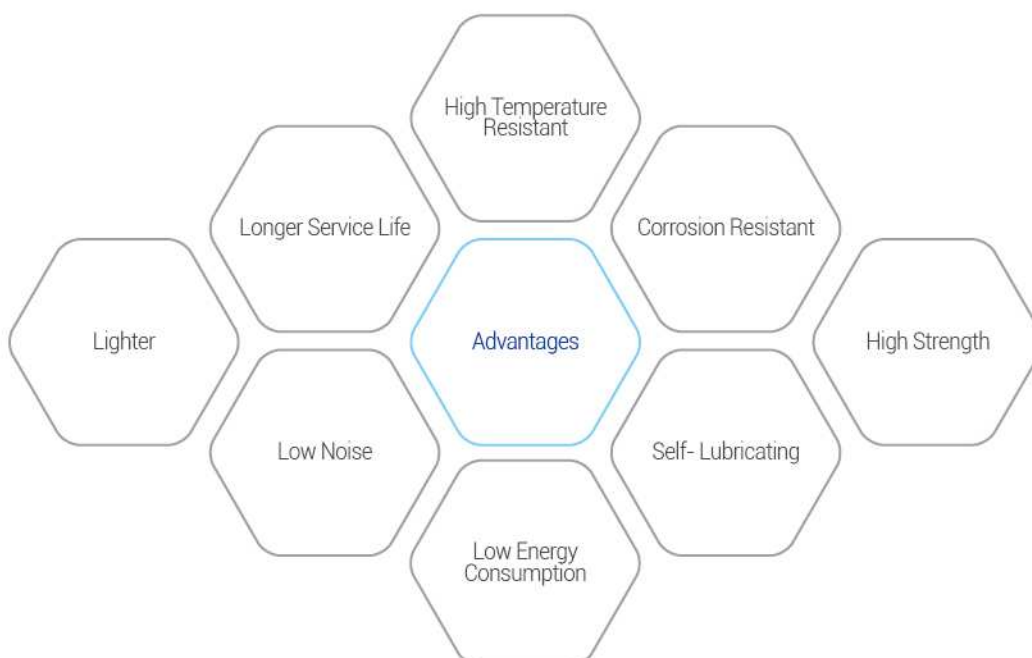 High Temperature
Resistant
Longer Service Life
Corrosion Resistant
Lighter
Advantages
High Strength
Low Noise
Self- Lubricating
Low Energy
Consumption